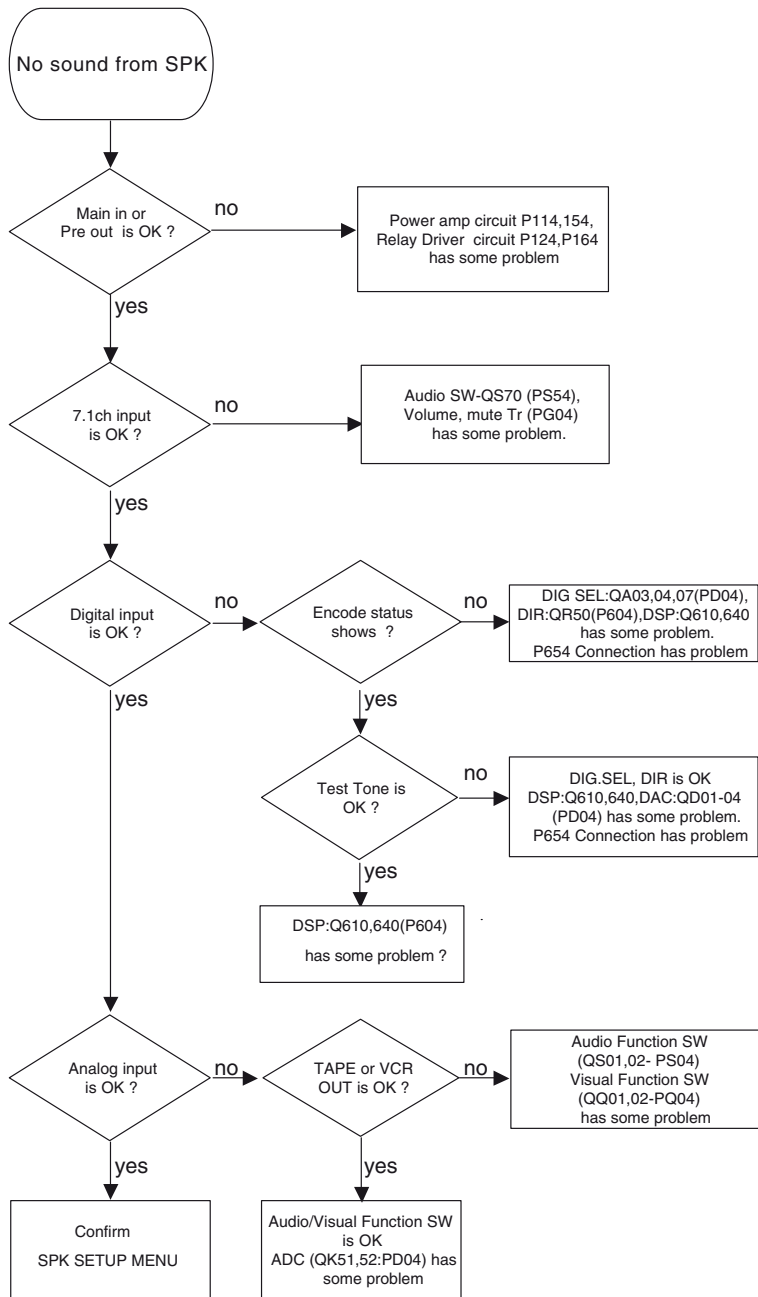 No sound from SPK
Main in or
Pre out is OK ?
no
Power amp circuit P114,154,
Relay Driver circuit P124,P164
has some problem
yes
7.1ch input
is OK ?
no
Audio SW-QS70 (PS54),
Volume, mute Tr (PG04)
has some problem.
yes
Digital input
is OK ?
no
Encode status
shows ?
no
DIG SEL:QA03,04,07(PD04),
DIR:QR50(P604),DSP:Q610,640
has some problem.
P654 Connection has problem
yes
yes
Test Tone is
OK ?
no
DIG.SEL, DIR is OK
DSP:Q610,640,DAC:QD01-04
(PD04) has some problem.
P654 Connection has problem
yes
DSP:Q610,640(P604)
has some problem ?
Analog input
is OK ?
no
TAPE or VCR
OUT is OK ?
no
Audio Function SW
(QS01,02- PS04)
Visual Function SW
(QQ01,02-PQ04)
has some problem
yes
yes
Confirm
SPK SETUP MENU
Audio/Visual Function SW
is OK
ADC (QK51,52:PD04) has
some problem